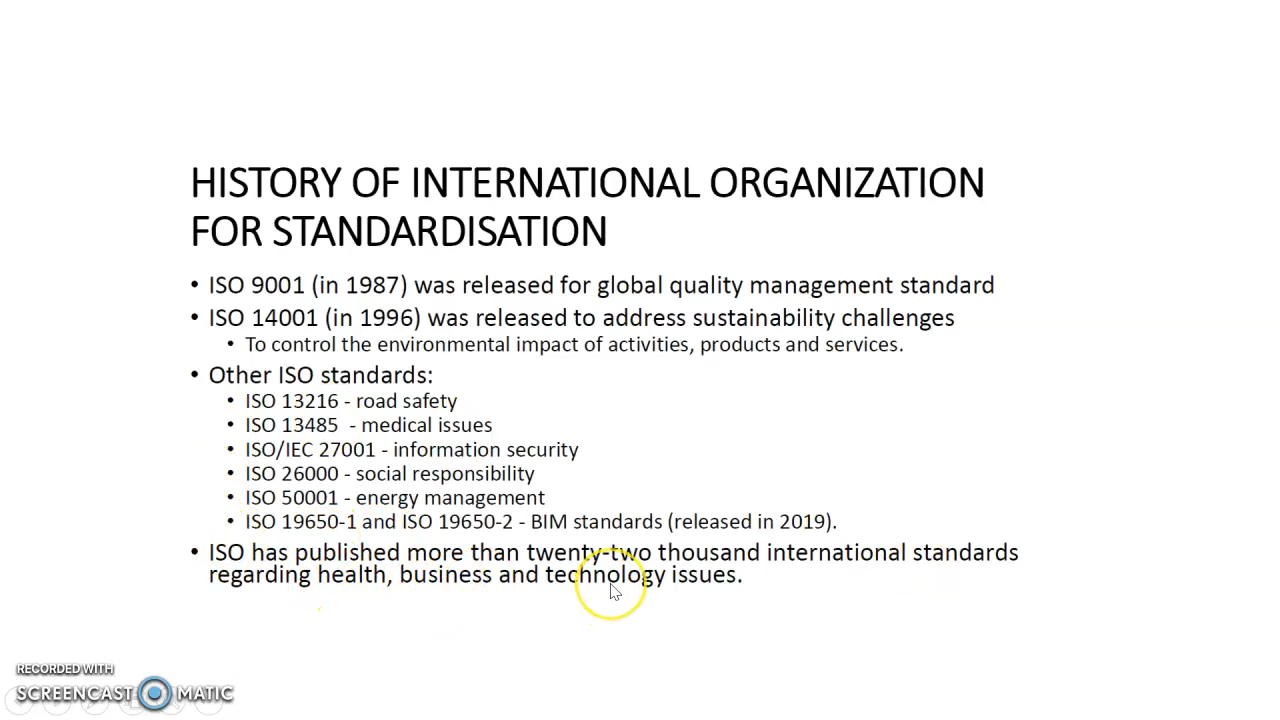 HISTORY OF INTERNATIONAL ORGANIZATION
FOR STANDARDISATION
• ISO 9001 (in 1987) was released for global quality management standard
• ISO 14001 (in 1996) was released to address sustainability challenges
• To control the environmental impact of activities, products and services.
• Other ISO standards:
• ISO 13216 - road safety
• ISO 13485  - medical issues
• ISO/IEC 27001 - information security
• ISO 26000 - social responsibility
• ISO 50001 - energy management
• ISO 19650-1 and ISO 19650-2 - BIM standards (released in 2019).
• ISO has published more than twenty-two thousand international standards
regarding health, business and technology issues.
RECORDED WITH
SCREENCAST MATIC